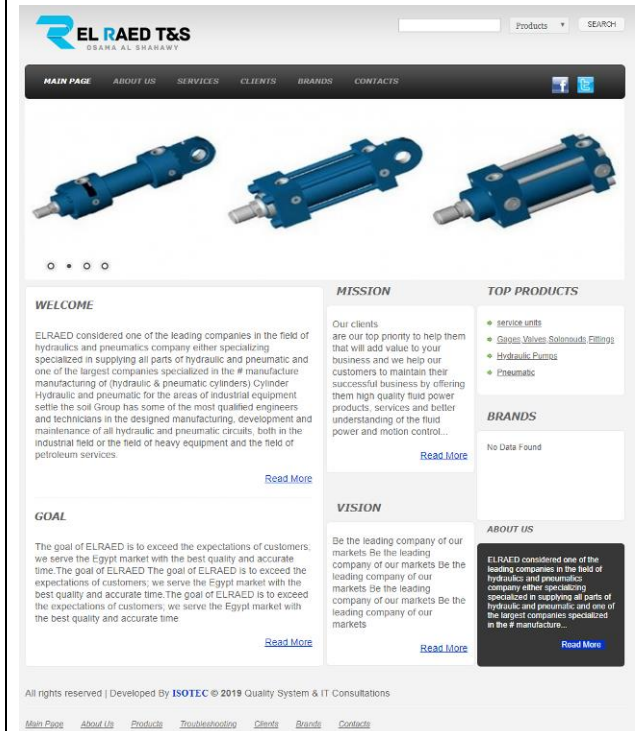 EL RAED T&S
OSAMA AL SHAHAWY
Products
SEARCH
MAIN PAGE ABOUT US SERVICES CLIENTS BRANDS CONTACTS
WELCOME
ELRAED considered one of the leading companies in the field of
hydraulics and pneumatics company either specializing
specialized in supplying all parts of hydraulic and pneumatic and
one of the largest companies specialized in the # manufacture
manufacturing of (hydraulic & pneumatic cylinders) Cylinder
Hydraulic and pneumatic for the areas of industrial equipment
settle the soil Group has some of the most qualified engineers
and technicians in the designed manufacturing, development and
maintenance of all hydraulic and pneumatic circuits, both in the
industrial field or the field of heavy equipment and the field of
petroleum services.
Read More
GOAL
The goal of ELRAED is to exceed the expectations of customers;
we serve the Egypt market with the best quality and accurate
time.The goal of ELRAED The goal of ELRAED is to exceed the
expectations of customers; we serve the Egypt market with the
best quality and accurate time.The goal of ELRAED is to exceed
the expectations of customers; we serve the Egypt market with
the best quality and accurate time
Read More
MISSION
Our clients
are our top priority to help them
that will add value to your
business and we help our
customers to maintain their
successful business by offering
them high quality fluid power
products, services and better
understanding of the fluid
power and motion control...
Read More
VISION
Be the leading company of our
markets Be the leading
company of our markets Be the
leading company of our
markets Be the leading
company of our markets Be the
leading company of our
markets
Read More
TOP PRODUCTS
service units
Gages,Valves,Solonouds,Fittings
Hydraulic Pumps
Pneumatic
BRANDS
No Data Found
ABOUT US
ELRAED considered one of the
leading companies in the field of
hydraulics and pneumatics
company either specializing
specialized in supplying all parts of
hydraulic and pneumatic and one of
the largest companies specialized
in the # manufacture...
Read More
All rights reserved | Developed By ISOTEC © 2019 Quality System & IT Consultations
Main Page About Us Products Troubleshooting Clients Brands Contacts